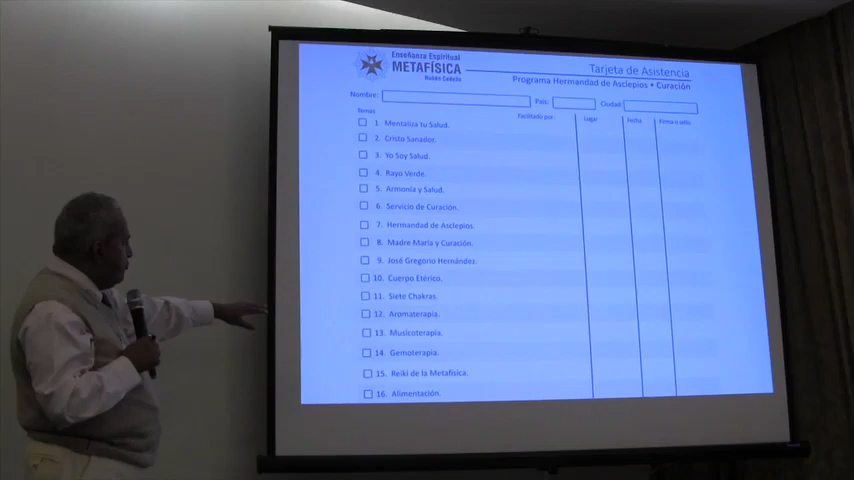 Enseñanza Espiritual
METAFÍSICA
Rubén Cedeño
Tarjeta de Asistencia
Programa Hermandad de Asclepios • Curación
Nombre: País: Ciudad
Temas Facilitado por: Lugar Fecha Firma o sello
1. Mentaliza tu Salud.
2. Cristo Sanador.
3. Yo Soy Salud.
4. Rayo Verde.
5. Armonía y Salud.
6. Servicio de Curación.
7. Hermandad de Asclepios.
8. Madre María y Curación.
9. José Gregorio Hernández.
10. Cuerpo Etérico.
11. Siete Chakras.
12. Aromaterapia.
13. Musicoterapia.
14. Gemoterapia.
15. Reiki de la Metafísica.
16. Alimentación.